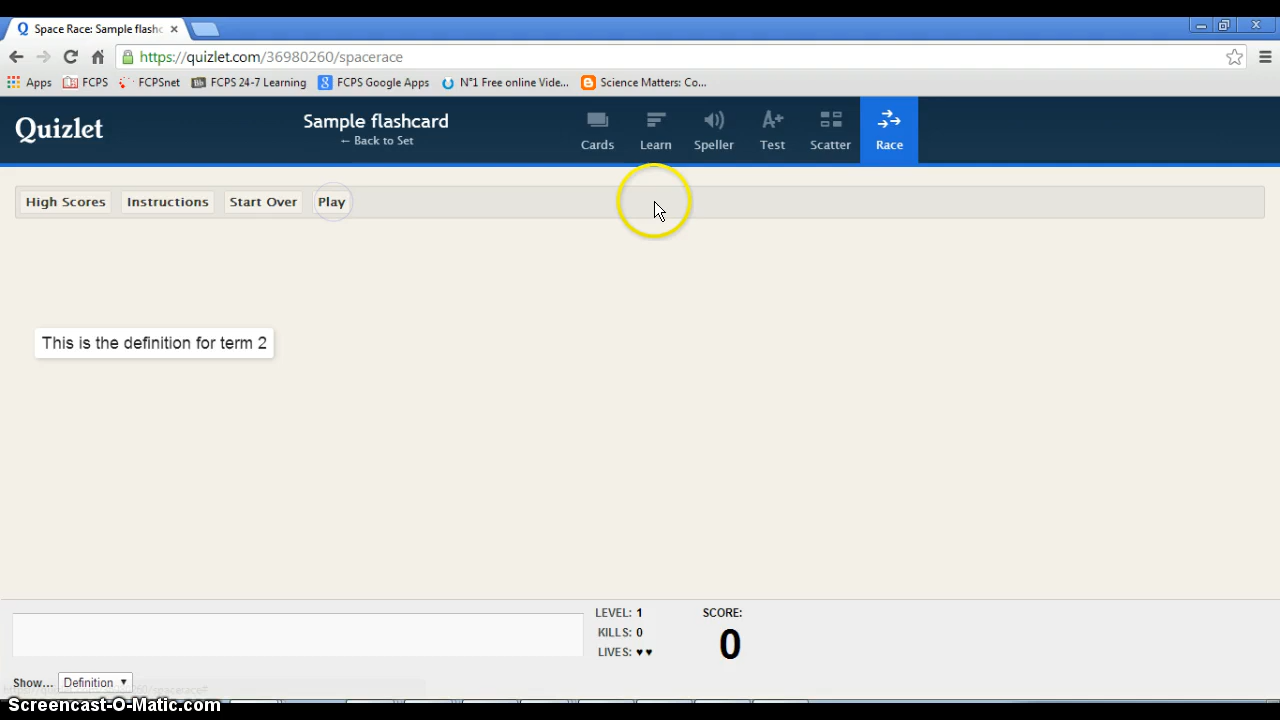 Space Race: Sample flashc
https://quizlet.com/36980260/spacerace
Apps FCPS FCPSnet FCPS 24-7 Learning FCPS Google Apps N°1 Free online Vide... Science Matters: Co...
Quizlet
Sample flashcard
← Back to Set
Cards Learn Speller Test Scatter Race
High Scores Instructions Start Over Play
This is the definition for term 2
LEVEL: 1
KILLS: 0
LIVES: ♥♥
SCORE:
0
Show... Definition
Screencast-O-Matic.com